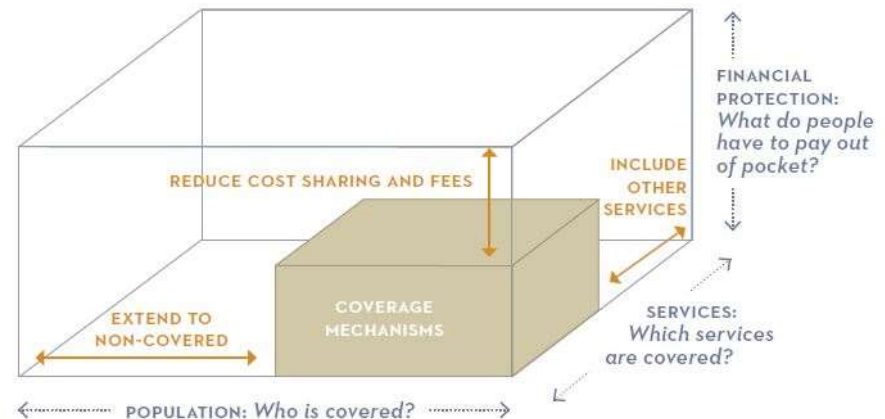 FINANCIAL
PROTECTION:
What do people
have to pay out
of pocket?
REDUCE COST SHARING AND FEES
INCLUDE
OTHER
SERVICES
COVERAGE
MECHANISMS
EXTEND TO
NON-COVERED
SERVICES:
Which services
are covered?
POPULATION: Who is covered?